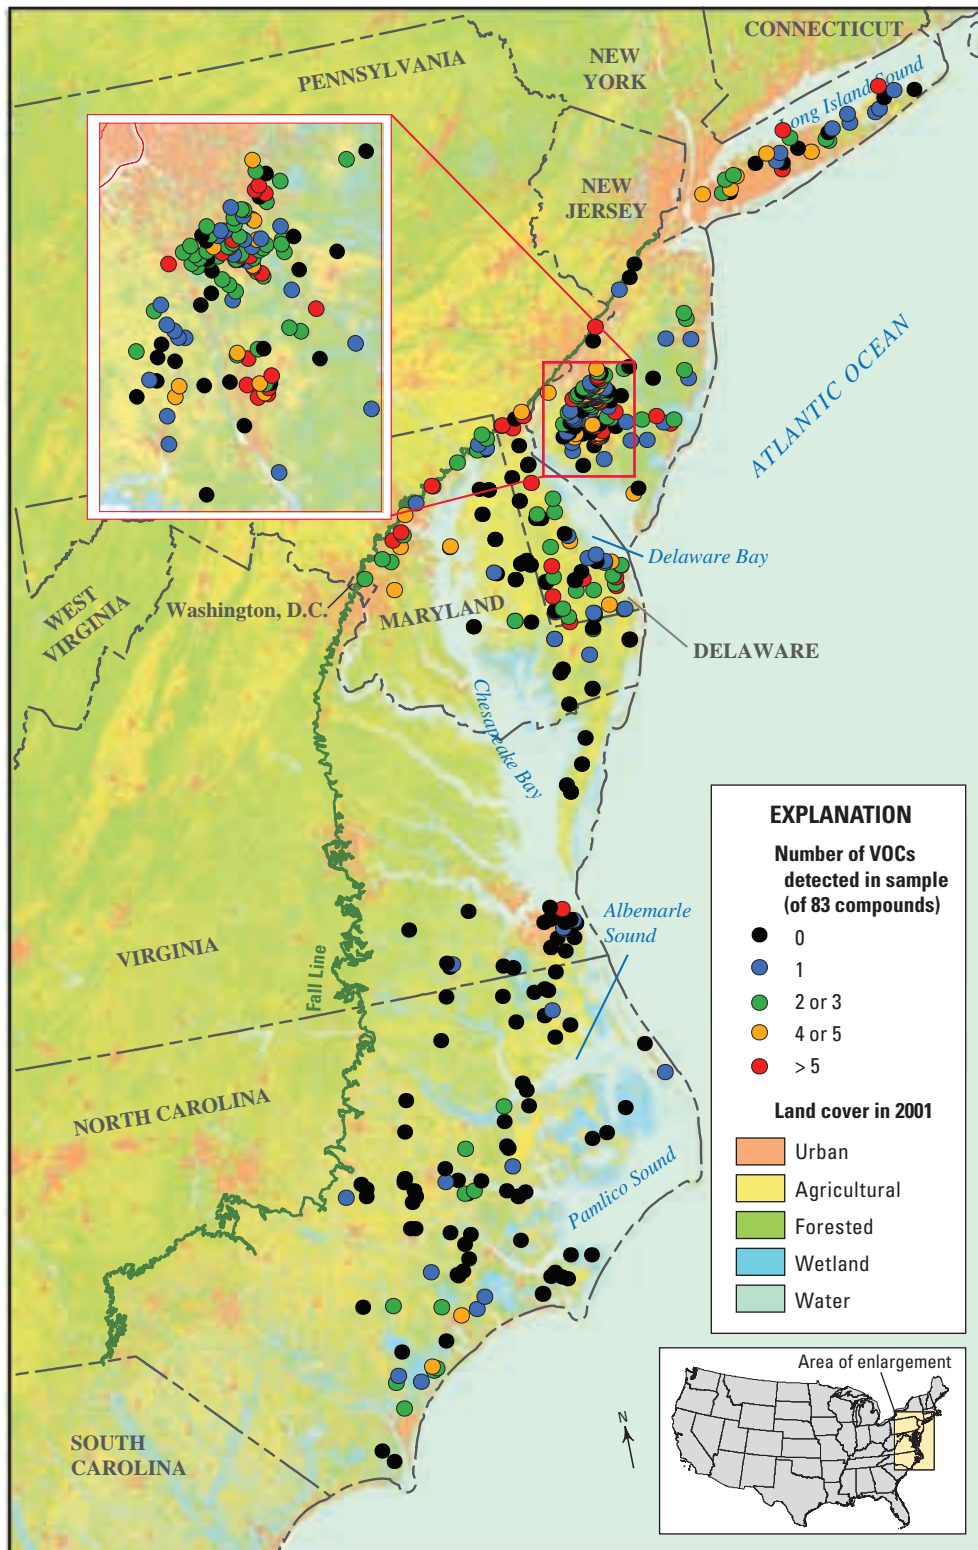 CONNECTICUT
NEW
YORK
PENNSYLVANIA
Long Island Sound
NEW
JERSEY
ATLANTIC OCEAN
Delaware Bay
WEST
VIRGINIA
Washington, D.C.
MARYLAND
DELAWARE
Chesapeake Bay
Albemarle
Sound
VIRGINIA
Fall Line
NORTH CAROLINA
Pamlico Sound
SOUTH
CAROLINA
N
EXPLANATION
Number of VOCs
detected in sample
(of 83 compounds)
0
1
2 or 3
4 or 5
> 5
Land cover in 2001
Urban
Agricultural
Forested
Wetland
Water
Area of enlargement